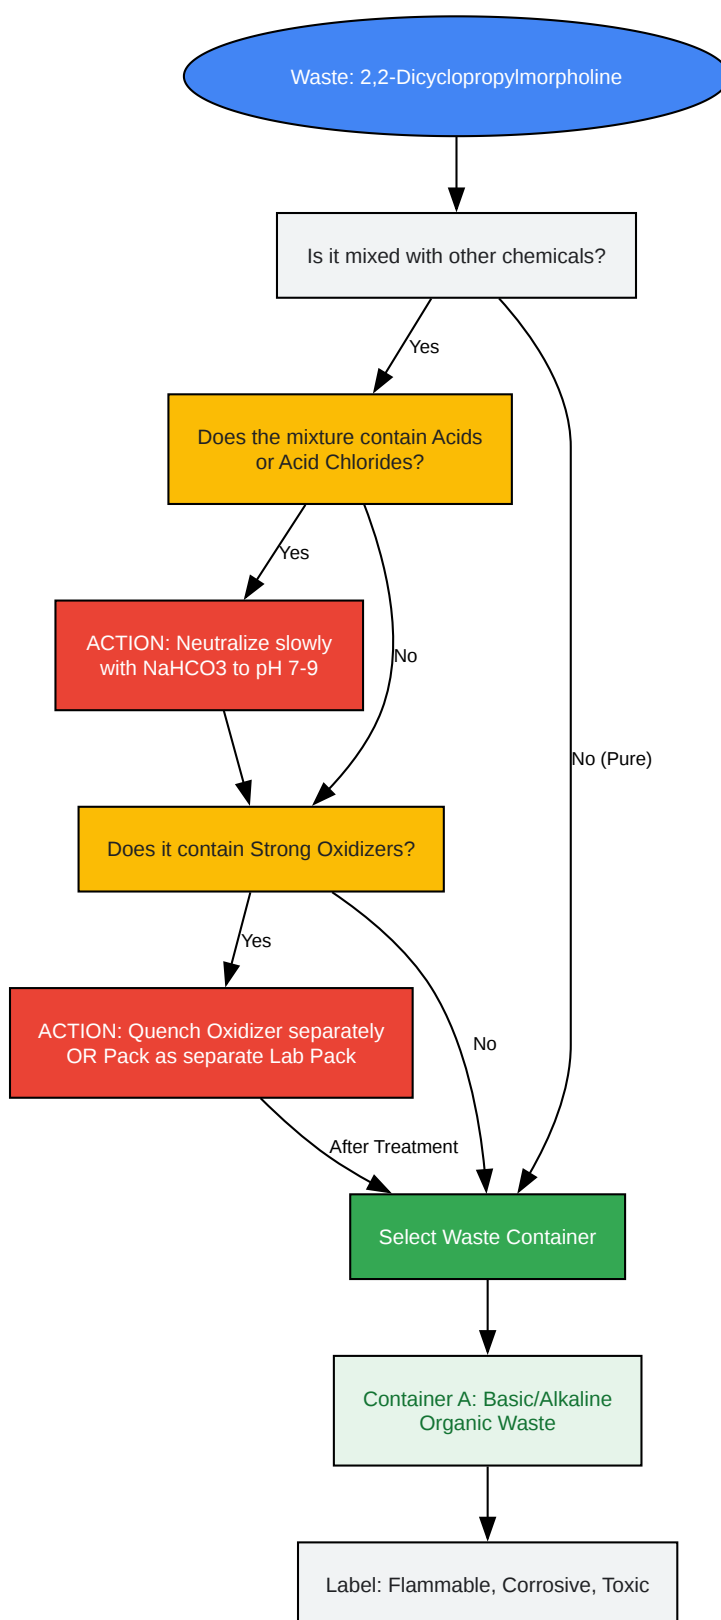 Waste: 2,2-Dicyclopropylmorpholine
Is it mixed with other chemicals?
Yes
Does the mixture contain Acids
or Acid Chlorides?
Yes
ACTION: Neutralize slowly
with NaHCO3 to pH 7-9
No
No (Pure)
Does it contain Strong Oxidizers?
Yes
ACTION: Quench Oxidizer separately
OR Pack as separate Lab Pack
No
After Treatment
Select Waste Container
Container A: Basic/Alkaline
Organic Waste
Label: Flammable, Corrosive, Toxic